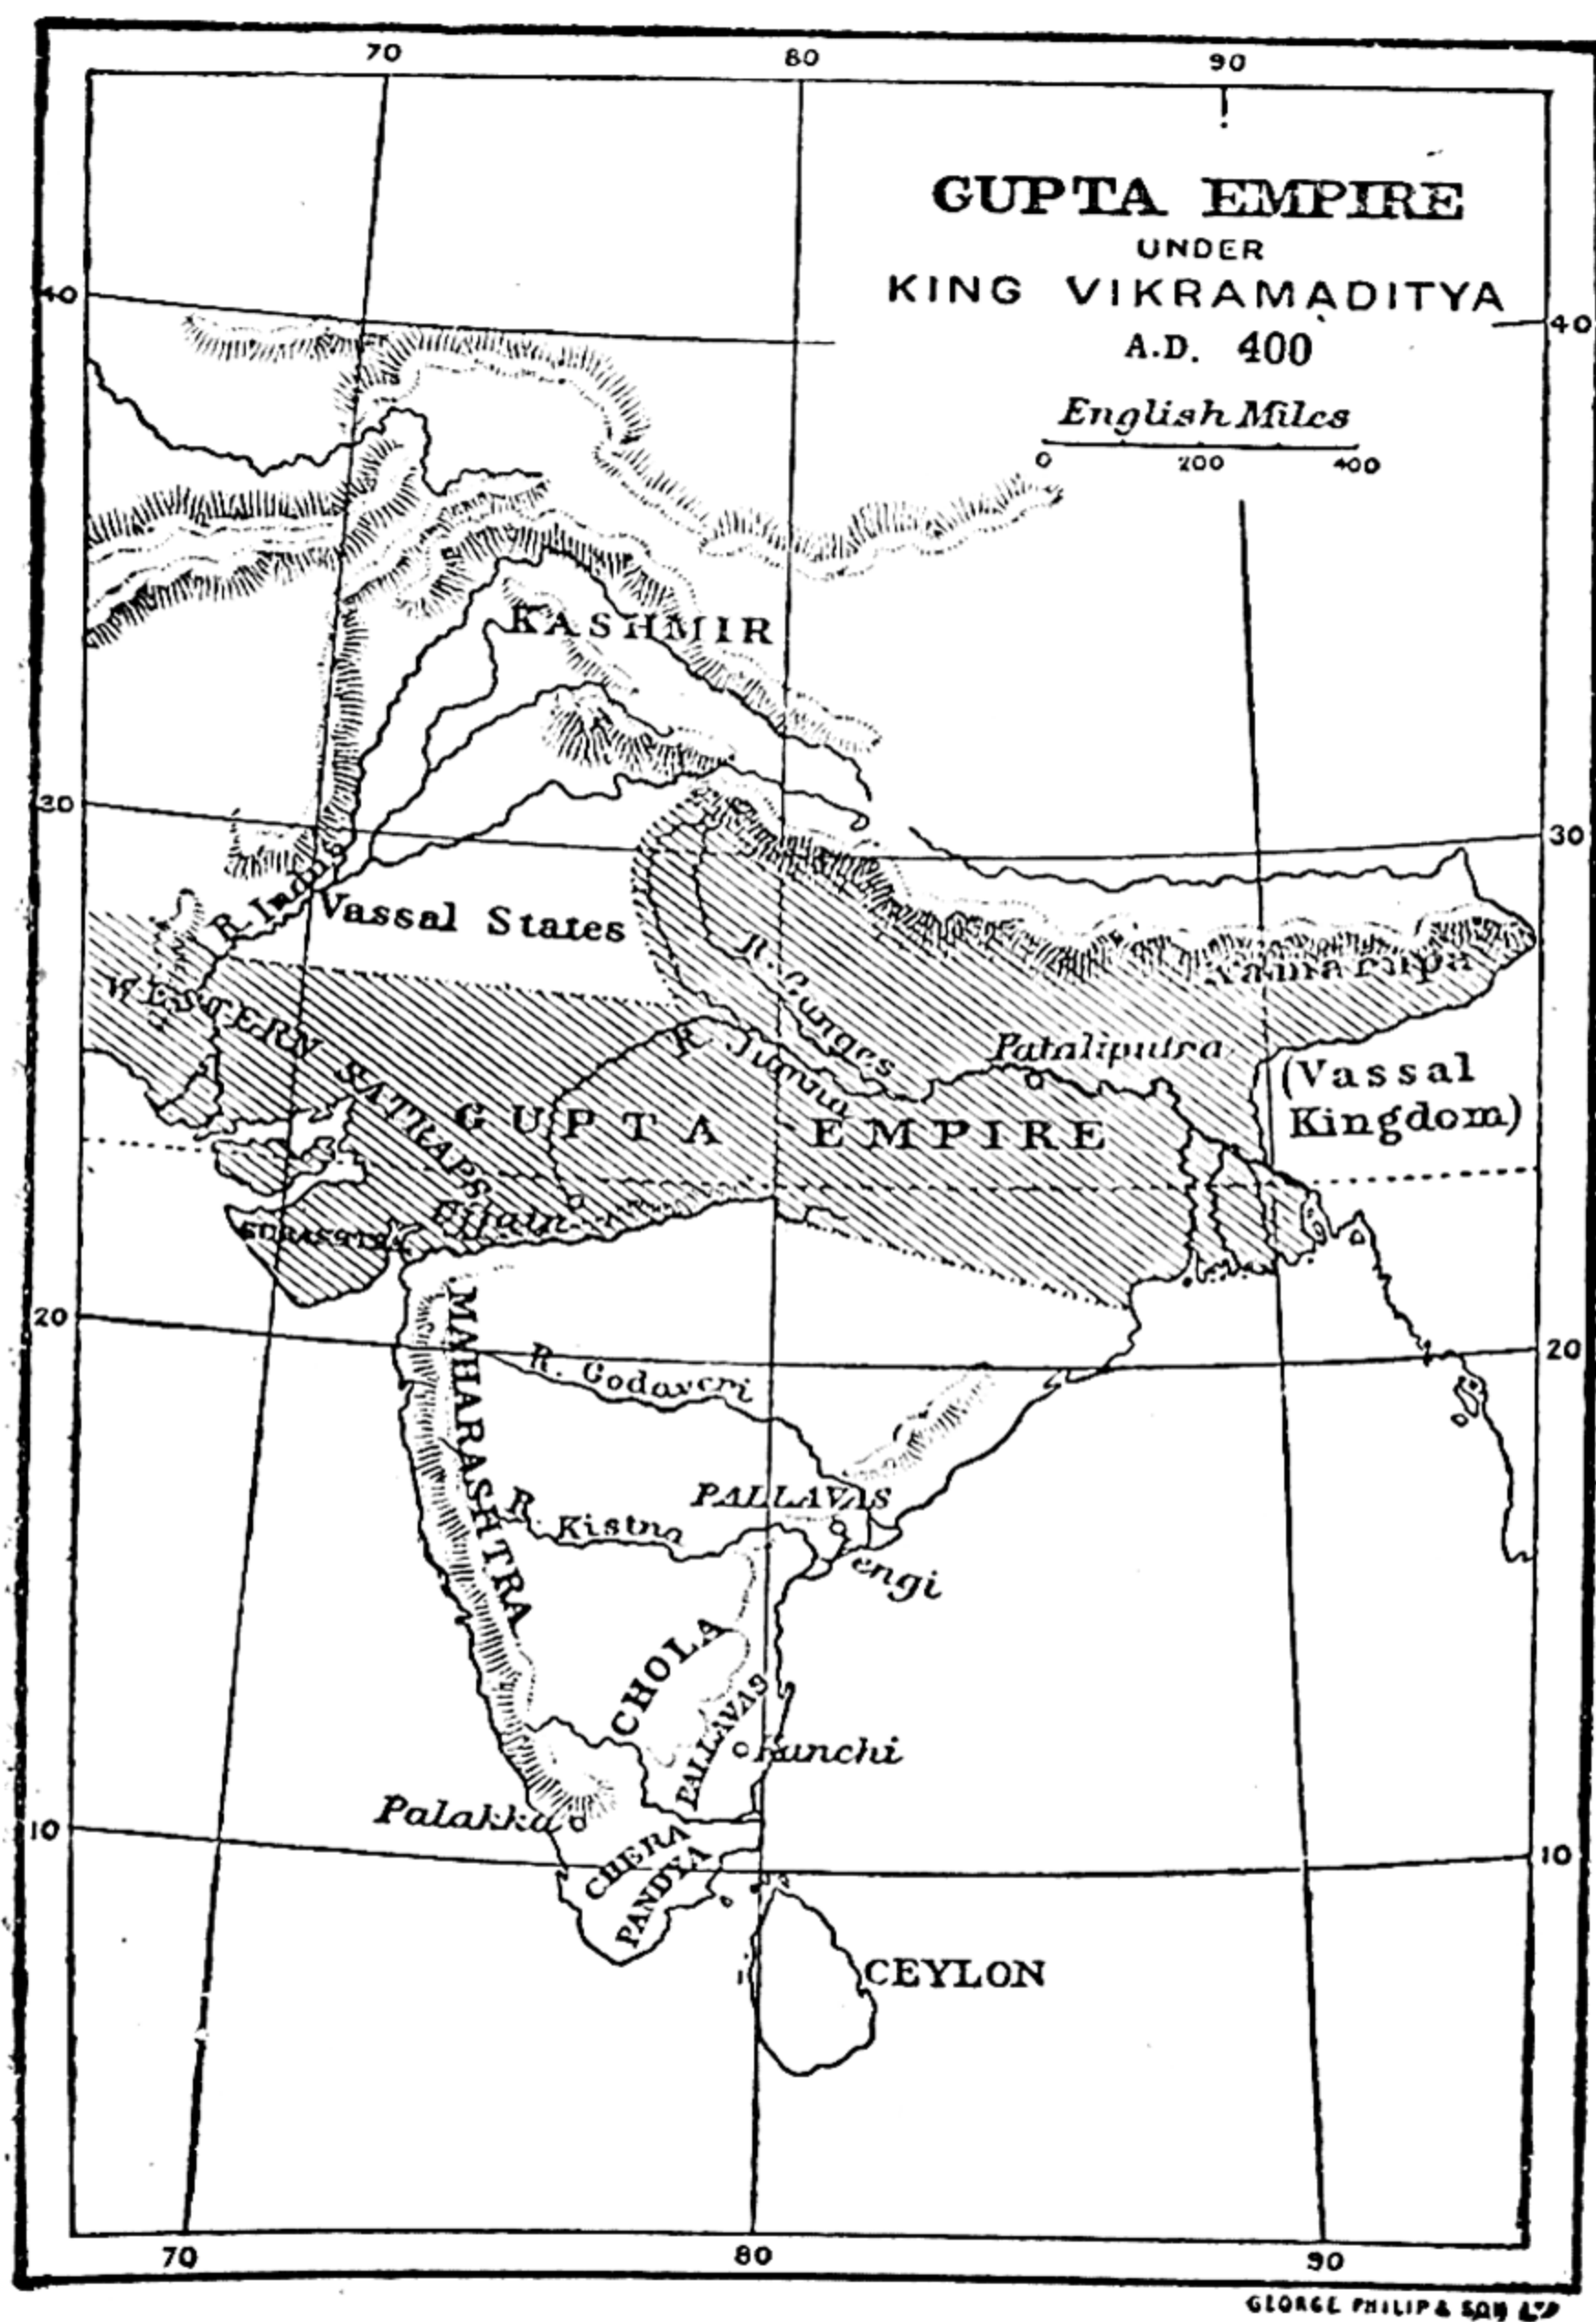 70 80 90
GUPTA EMPIRE
UNDER
KING VIKRAMADITYA
A.D. 400
English Miles
0 200 400
40 40
KASHMIR
30 30
R. Indus
Vassal States
R. Ganges
Kamarupa
WESTERN SATRAPS
R. Jumna
Pataliputra
(Vassal
Kingdom)
GUPTA EMPIRE
Ujjain
SURASHTRA
20 20
MAHARASHTRA
R. Godaveri
PALLAVAS
R. Kistna
engi
CHOLA
PALLAVAS
Kanchi
Palakka
10 10
CHERA
PANDYA
CEYLON
70 80 90
GEORGE PHILIP & SON LTD